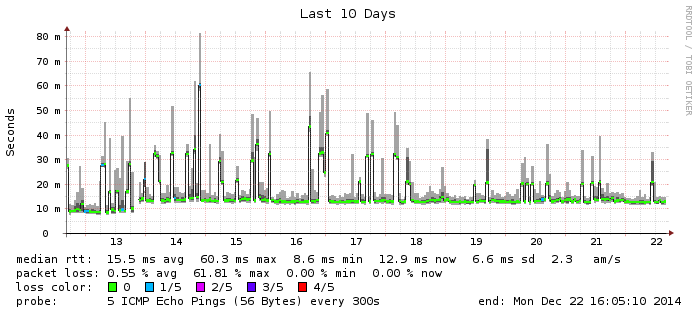 Last 10 Days
RRDTOOL / TOBI OETIKER
Seconds
80 m
70 m
60 m
50 m
40 m
30 m
20 m
10 m
0
13 14 15 16 17 18 19 20 21 22
median rtt: 15.5 ms avg 60.3 ms max 8.6 ms min 12.9 ms now 6.6 ms sd 2.3 am/s
packet loss: 0.55 % avg 61.81 % max 0.00 % min 0.00 % now
loss color: 0 1/5 2/5 3/5 4/5
probe: 5 ICMP Echo Pings (56 Bytes) every 300s end: Mon Dec 22 16:05:10 2014